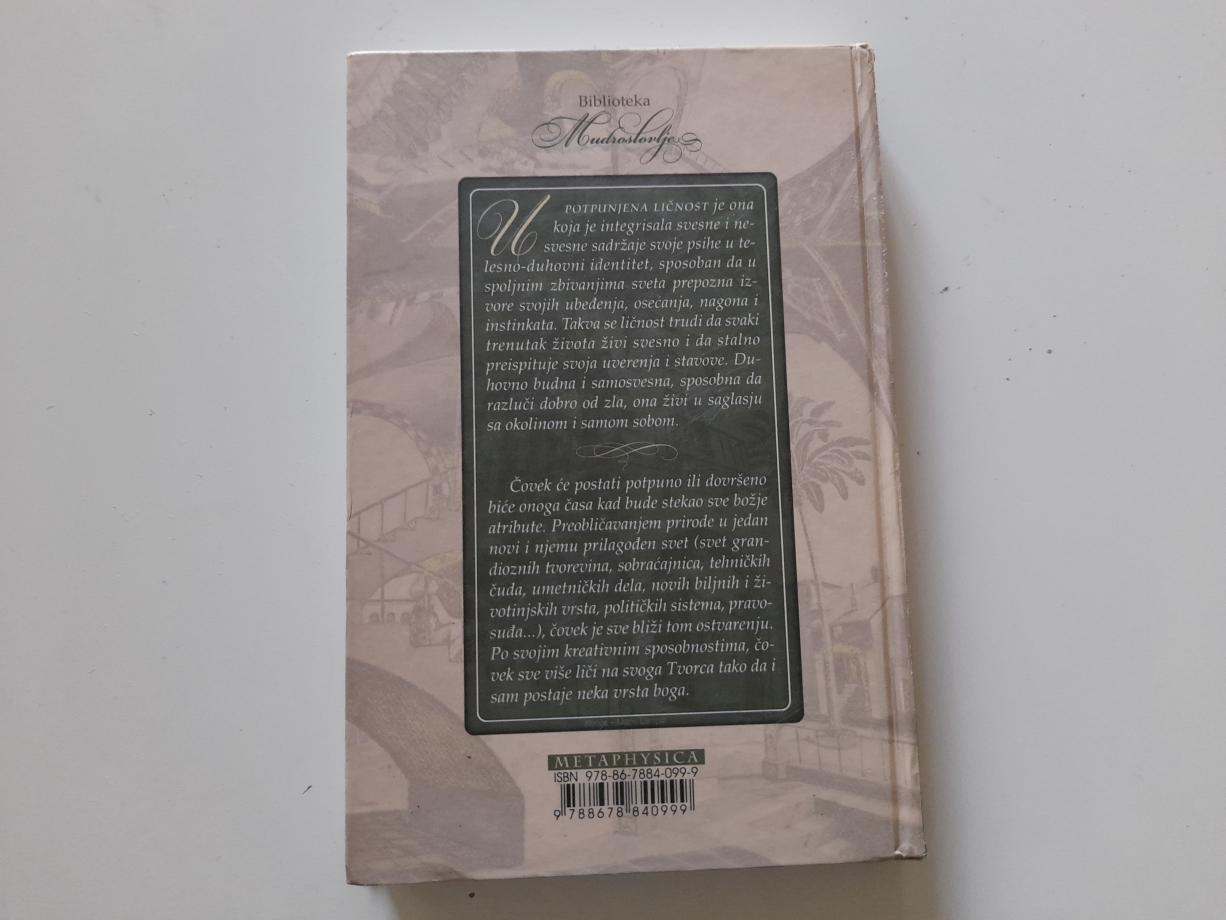 Biblioteka
Mudroslovlje
UPOTPUNJENA LIČNOST je ona
koja je integrisala svesne i ne-
svesne sadržaje svoje psihe u te-
lesno-duhovni identitet, sposoban da u
spoljnim zbivanjima sveta prepozna iz-
vore svojih ubeđenja, osećanja, nagona i
instinkata. Takva se ličnost trudi da svaki
trenutak života živi svesno i da stalno
preispituje svoja uverenja i stavove. Du-
hovno budna i samosvesna, sposobna da
razluči dobro od zla, ona živi u saglasju
sa okolinom i samom sobom.
Čovek će postati potpuno ili dovršeno
biće onoga časa kad bude stekao sve božje
atribute. Preobličavanjem prirode u jedan
novi i njemu prilagođen svet (svet gran-
dioznih tvorevina, sobraćajnica, tehničkih
čuda, umetničkih dela, novih biljnih i ži-
votinjskih vrsta, političkih sistema, pravo-
suđa...), čovek je sve bliži tom ostvarenju.
Po svojim kreativnim sposobnostima, čo-
vek sve više liči na svoga Tvorca tako da i
sam postaje neka vrsta boga.
METAPHYSICA
ISBN 978-86-7884-099-9
9 788678 840999